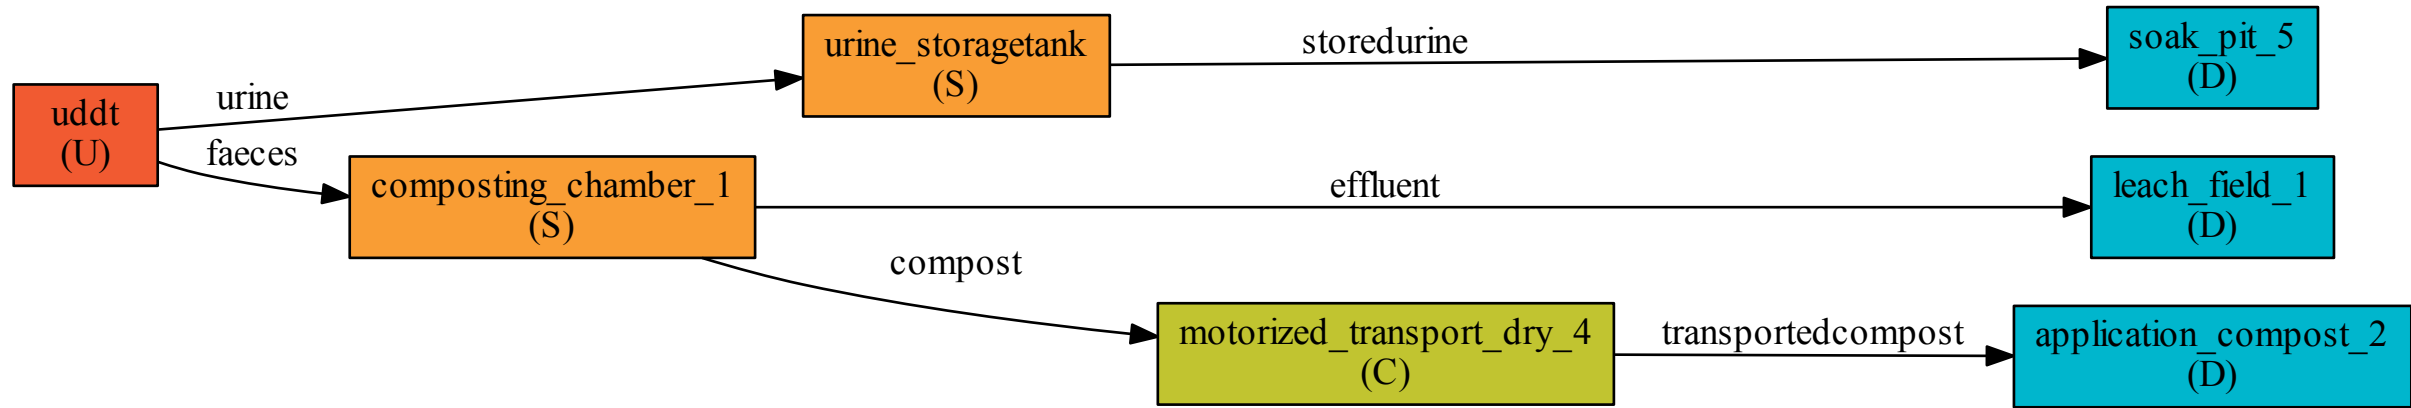 uddt
(U)
urine
faeces
urine_storagetank
(S)
storedurine
soak_pit_5
(D)
composting_chamber_1
(S)
effluent
leach_field_1
(D)
compost
motorized_transport_dry_4
(C)
transportedcompost
application_compost_2
(D)